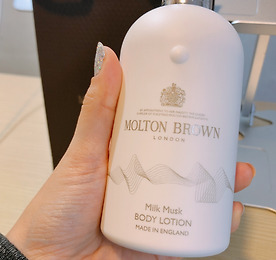 MOLTON BROWN
LONDON
Milk Musk
BODY LOTION
MADE IN ENGLAND